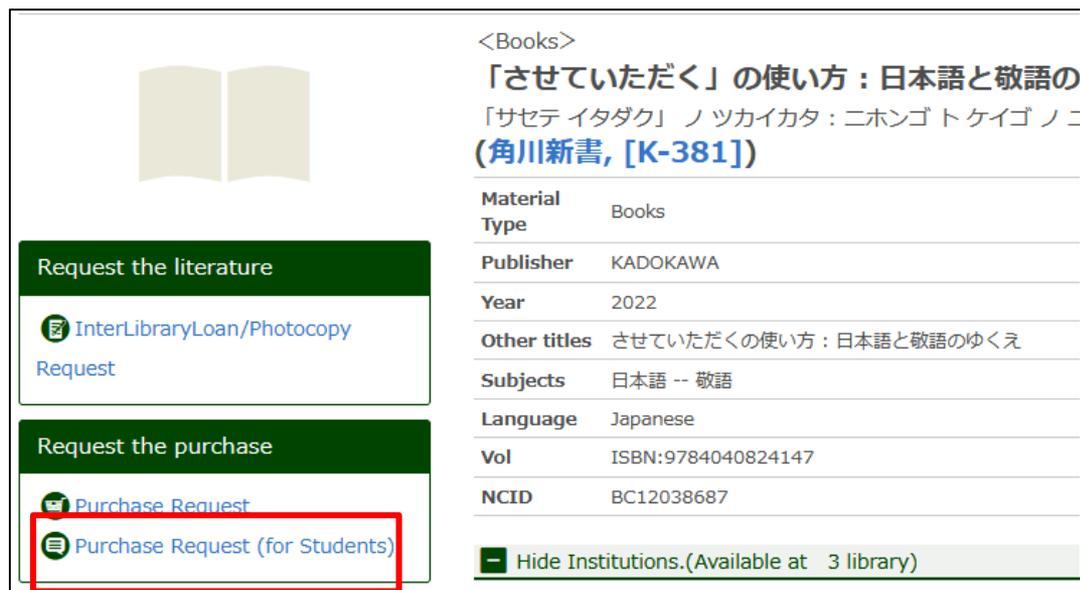 Request the literature
InterLibraryLoan/Photocopy
Request
Request the purchase
Purchase Request
Purchase Request (for Students)
<Books>
「させていただく」の使い方 : 日本語と敬語の
「サセテ イタダク」 ノ ツカイカタ : ニホンゴ ト ケイゴ ノ
(角川新書, [K-381])
Material Type Books
Publisher KADOKAWA
Year 2022
Other titles させていただくの使い方 : 日本語と敬語のゆくえ
Subjects 日本語 -- 敬語
Language Japanese
Vol ISBN:9784040824147
NCID BC12038687
Hide Institutions.(Available at 3 library)